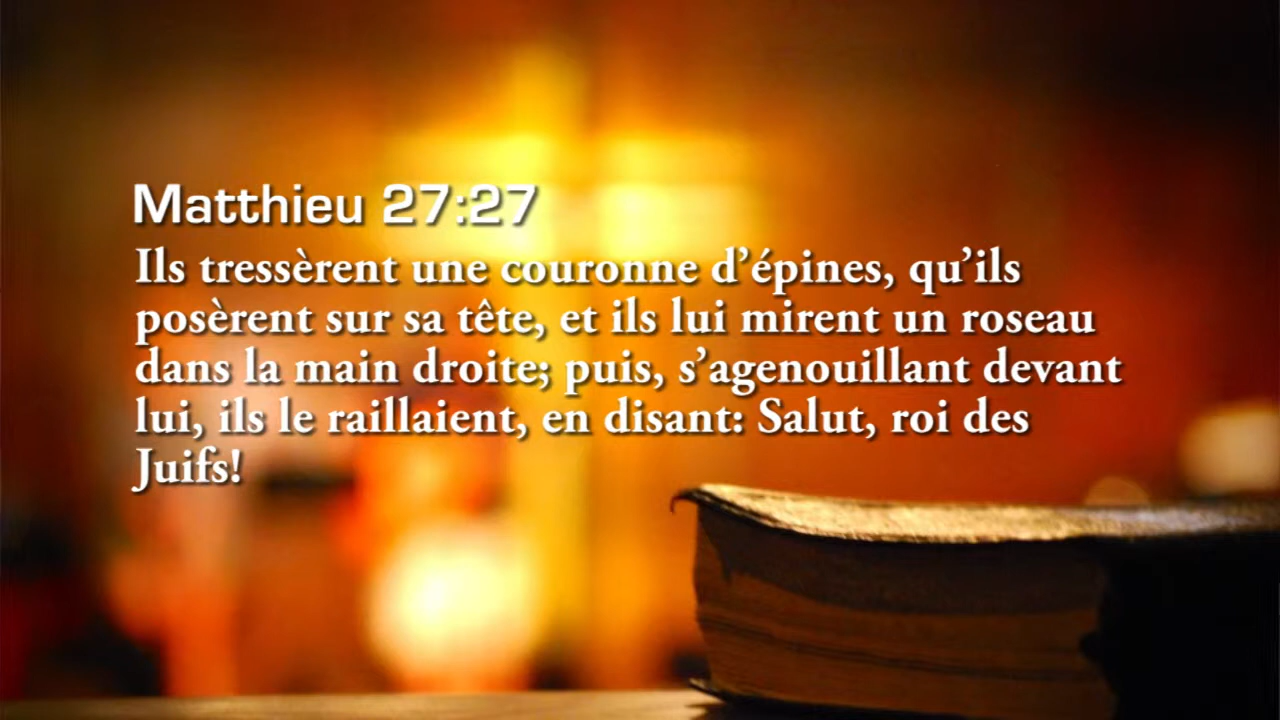 Matthieu 27:27
Ils tressèrent une couronne d’épines, qu’ils
posèrent sur sa tête, et ils lui mirent un roseau
dans la main droite; puis, s’agenouillant devant
lui, ils le raillaient, en disant: Salut, roi des
Juifs!